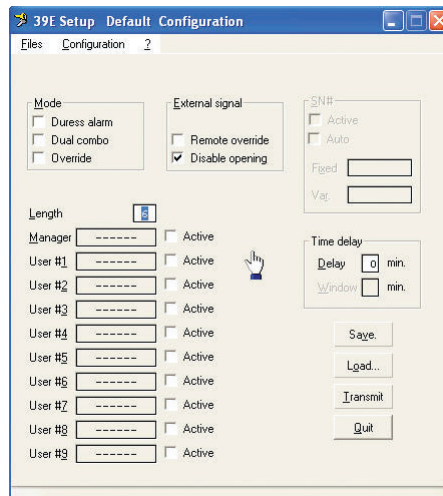 39E Setup Default Configuration
Files Configuration ?
Mode
Duress alarm
Dual combo
Override
External signal
Remote override
Disable opening
SN#
Active
Auto
Fixed
Var.
Length 6
Manager ------ Active
User #1 ------ Active
User #2 ------ Active
User #3 ------ Active
User #4 ------ Active
User #5 ------ Active
User #6 ------ Active
User #7 ------ Active
User #8 ------ Active
User #9 ------ Active
Time delay
Delay 0 min.
Window min.
Save.
Load...
Transmit
Quit